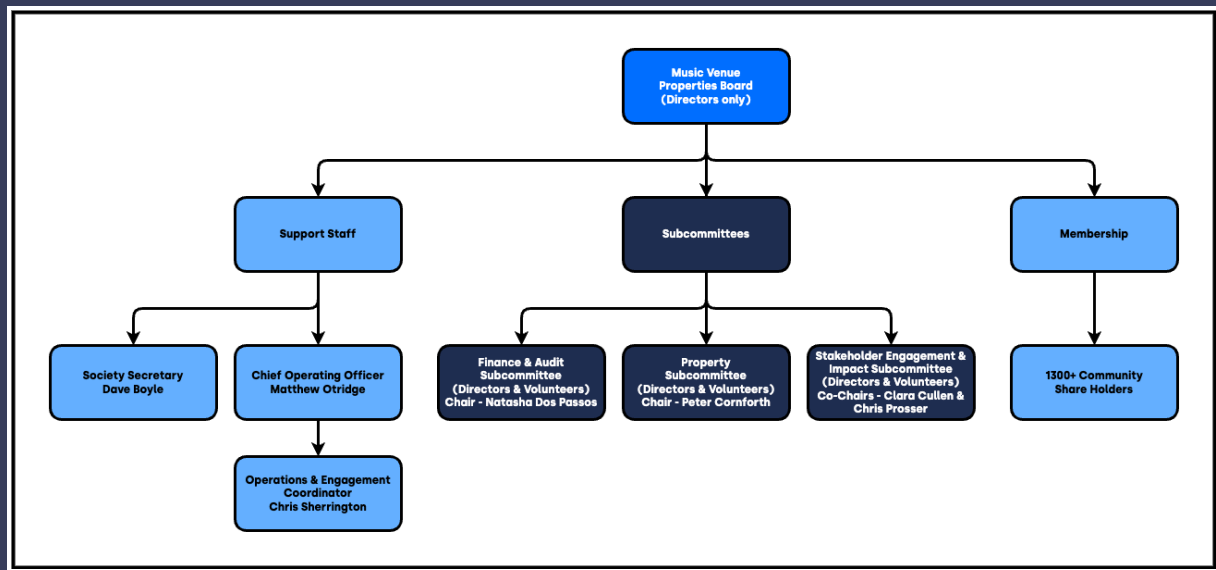 Music Venue
Properties Board
(Directors only)
Support Staff
Subcommittees
Membership
Society Secretary
Dave Boyle
Chief Operating Officer
Matthew Otridge
Finance & Audit
Subcommittee
(Directors & Volunteers)
Chair - Natasha Dos Passos
Property
Subcommittee
(Directors & Volunteers)
Chair - Peter Cornforth
Stakeholder Engagement &
Impact Subcommittee
(Directors & Volunteers)
Co-Chairs - Clara Cullen &
Chris Prosser
1300+ Community
Share Holders
Operations & Engagement
Coordinator
Chris Sherrington